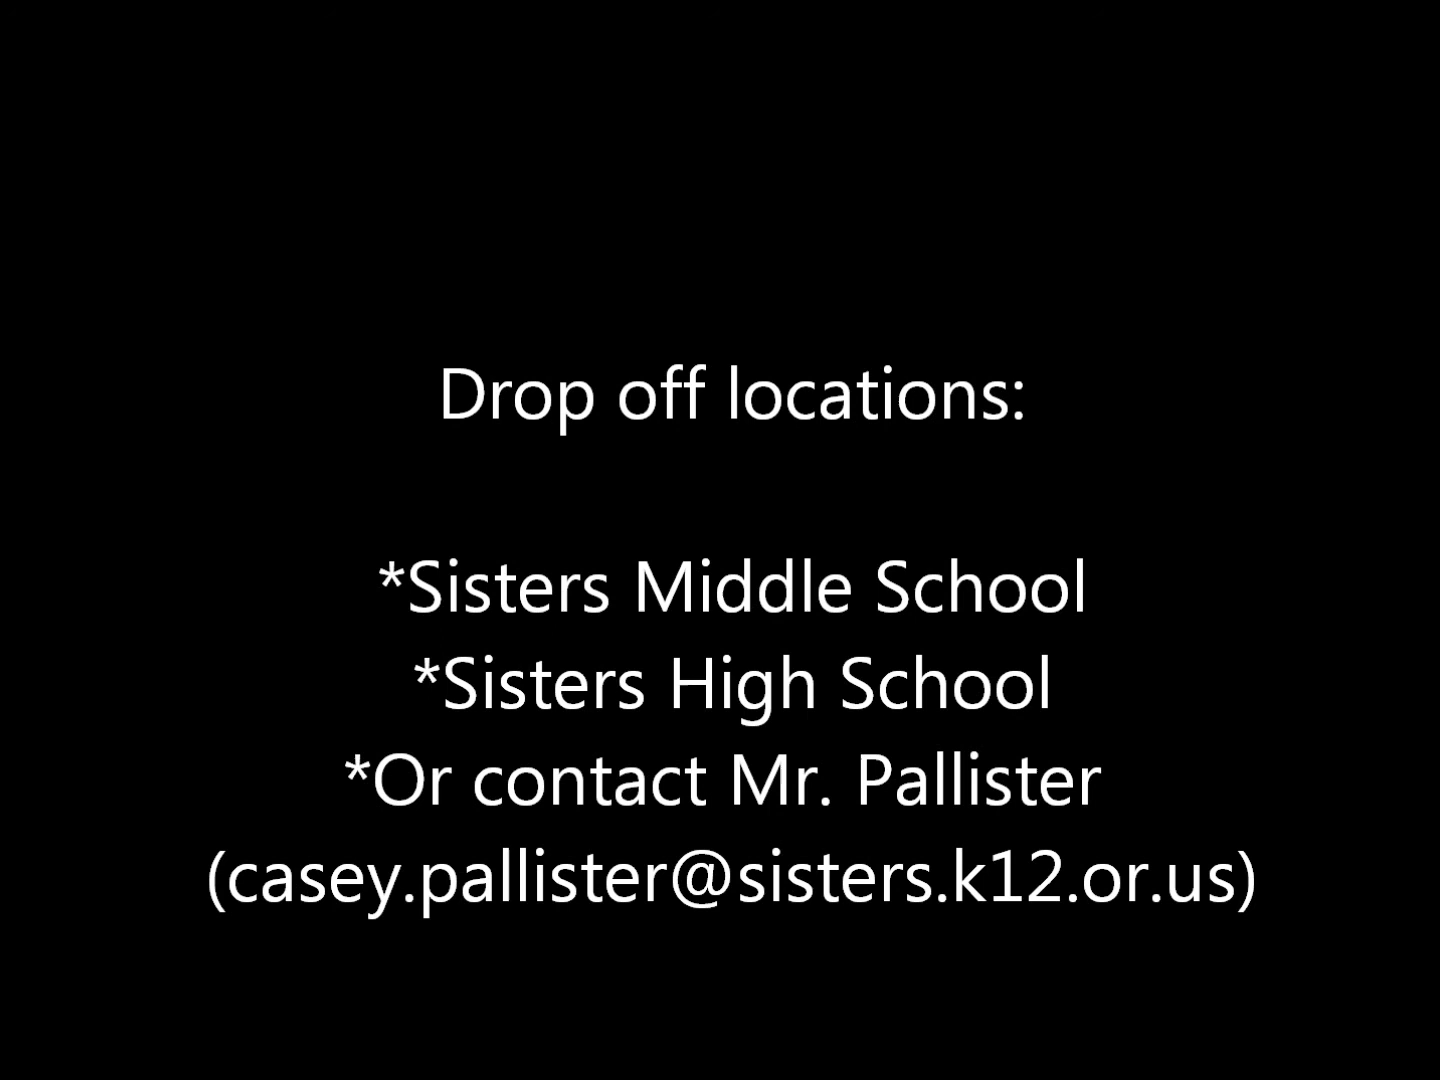 Drop off locations:
*Sisters Middle School
*Sisters High School
*Or contact Mr. Pallister
(casey.pallister@sisters.k12.or.us)